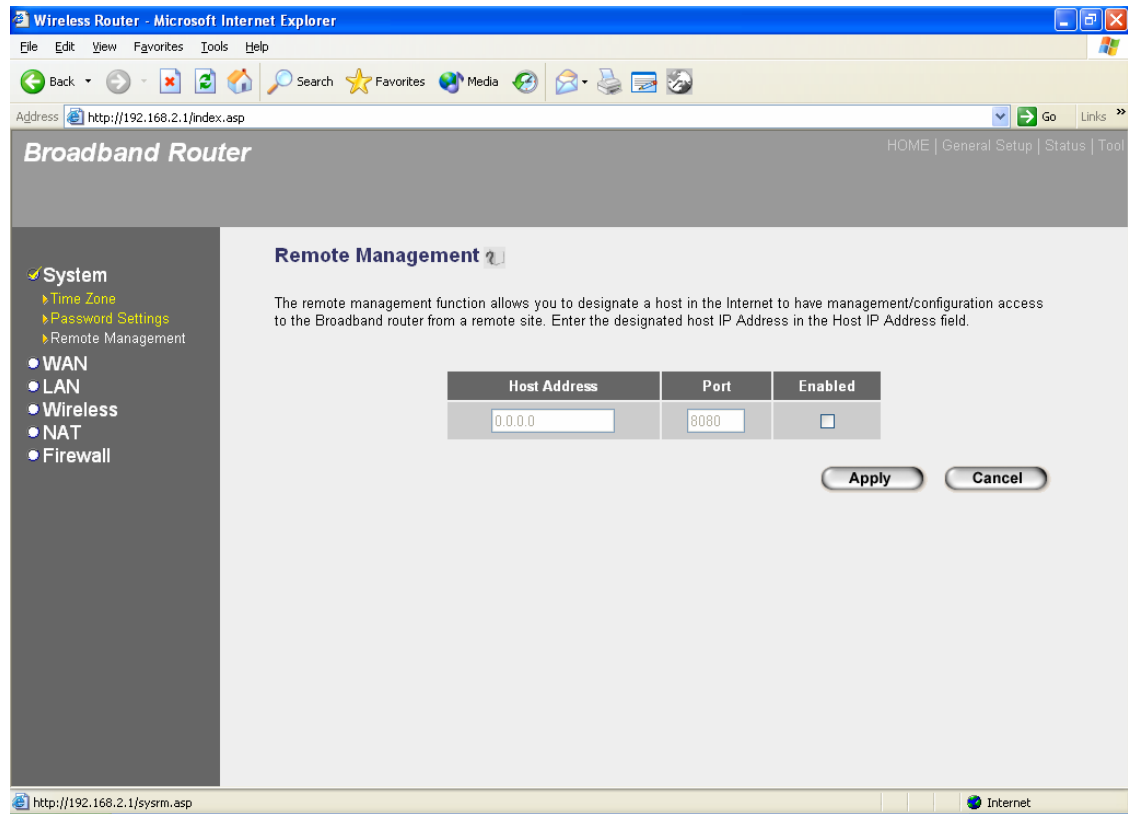 Wireless Router - Microsoft Internet Explorer
File Edit View Favorites Tools Help
Back Search Favorites Media
Address http://192.168.2.1/index.asp Go Links »
Broadband Router
HOME | General Setup | Status | Tool
Remote Management
System
Time Zone
Password Settings
Remote Management
WAN
LAN
Wireless
NAT
Firewall
The remote management function allows you to designate a host in the Internet to have management/configuration access
to the Broadband router from a remote site. Enter the designated host IP Address in the Host IP Address field.
Host Address Port Enabled
0.0.0.0 8080
Apply Cancel
http://192.168.2.1/sysrm.asp Internet